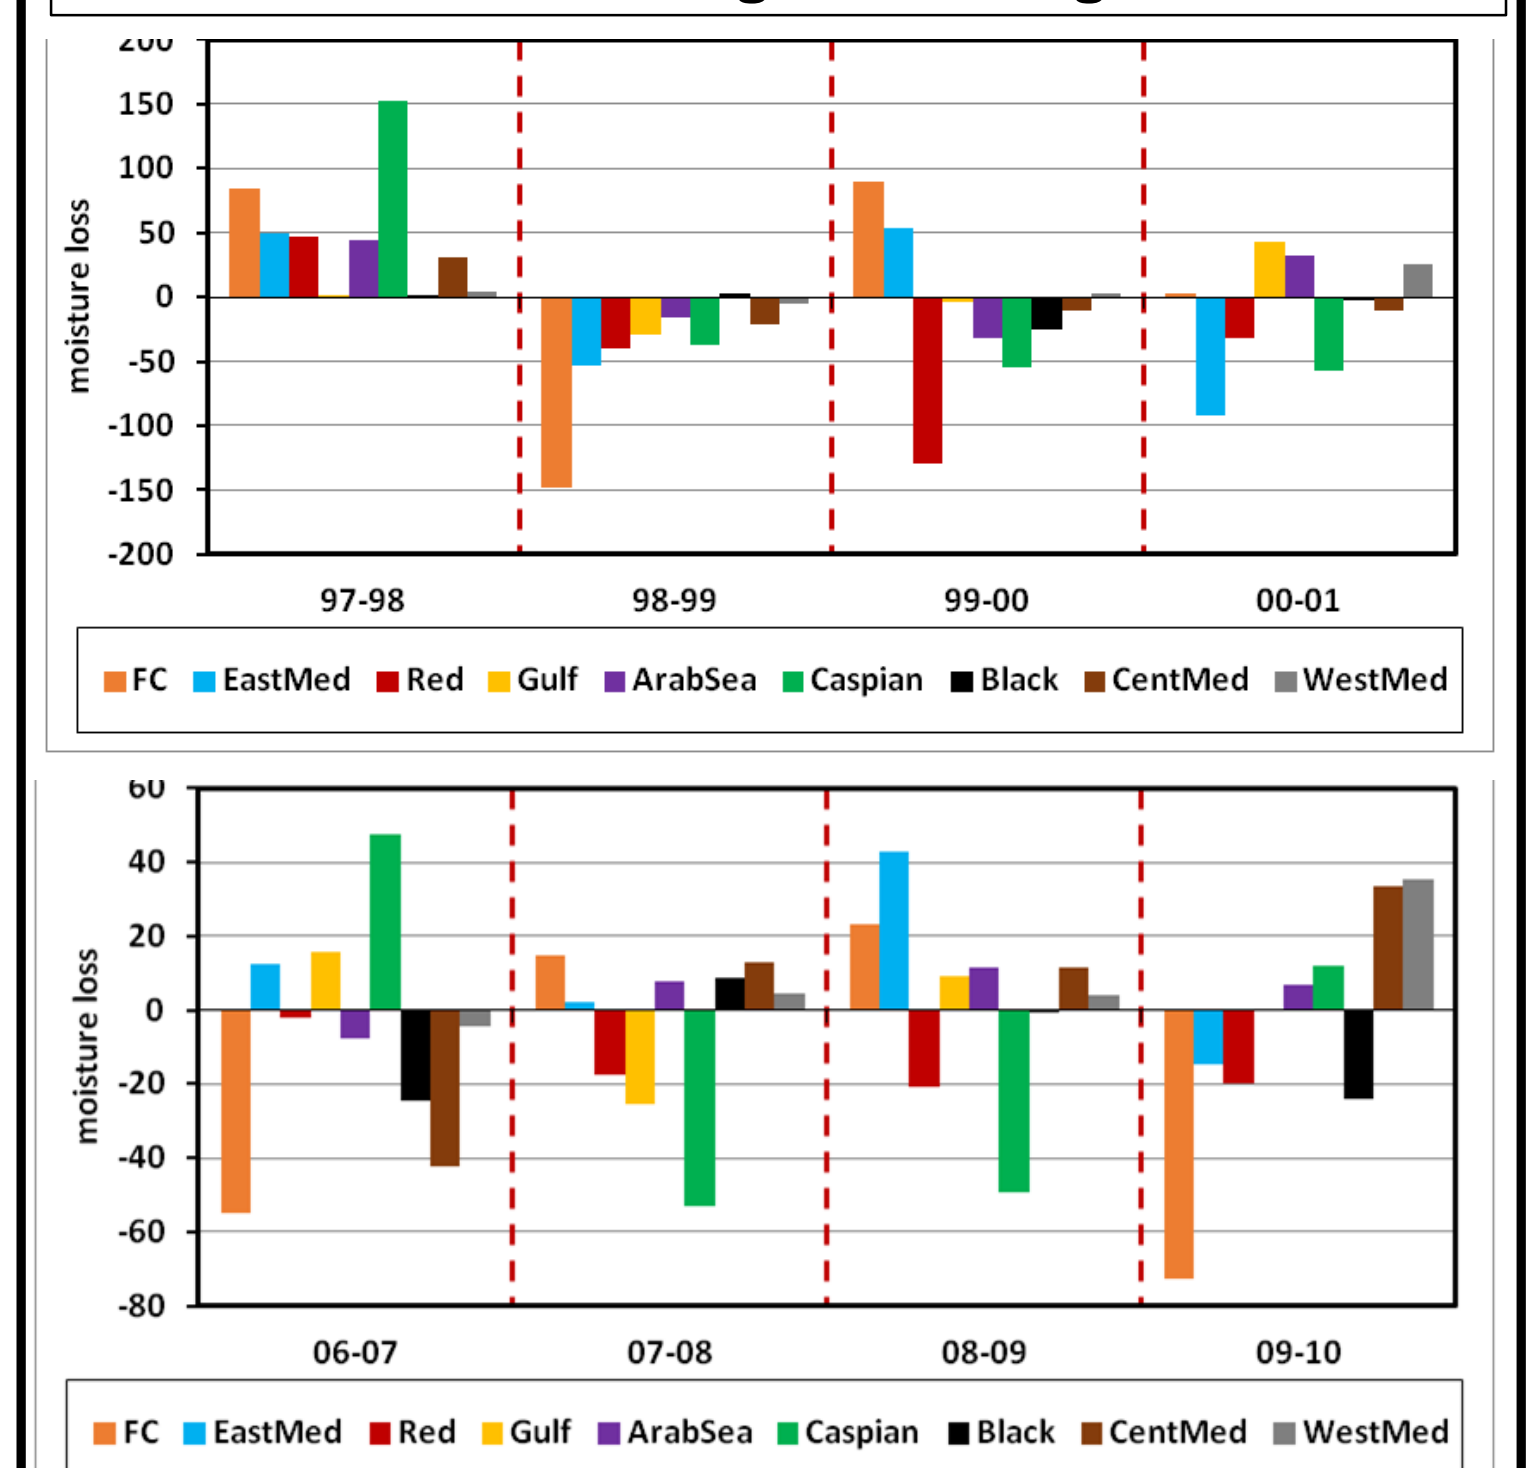 200
150
100
50
0
-50
-100
-150
-200
moisture loss
97-98 98-99 99-00 00-01
FC EastMed Red Gulf ArabSea Caspian Black CentMed WestMed
60
40
20
0
-20
-40
-60
-80
moisture loss
06-07 07-08 08-09 09-10
FC EastMed Red Gulf ArabSea Caspian Black CentMed WestMed